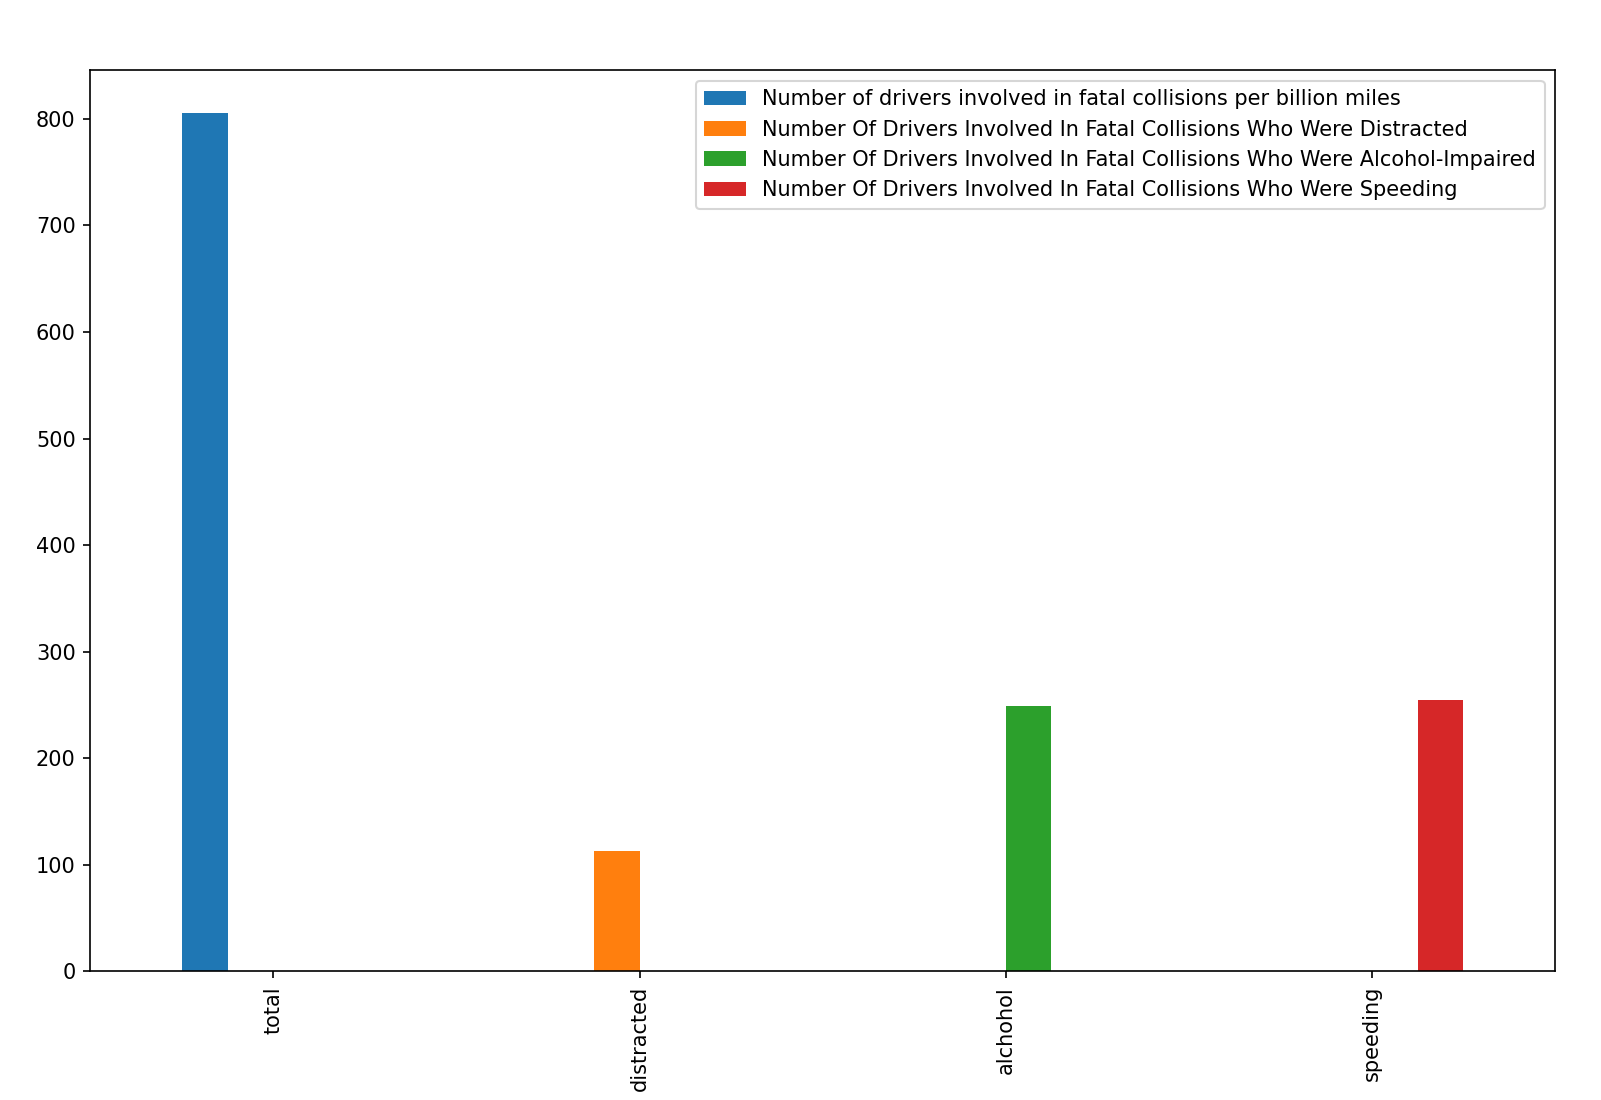 Number of drivers involved in fatal collisions per billion miles
Number Of Drivers Involved In Fatal Collisions Who Were Distracted
Number Of Drivers Involved In Fatal Collisions Who Were Alcohol-Impaired
Number Of Drivers Involved In Fatal Collisions Who Were Speeding
800
700
600
500
400
300
200
100
0
total
distracted
alchohol
speeding